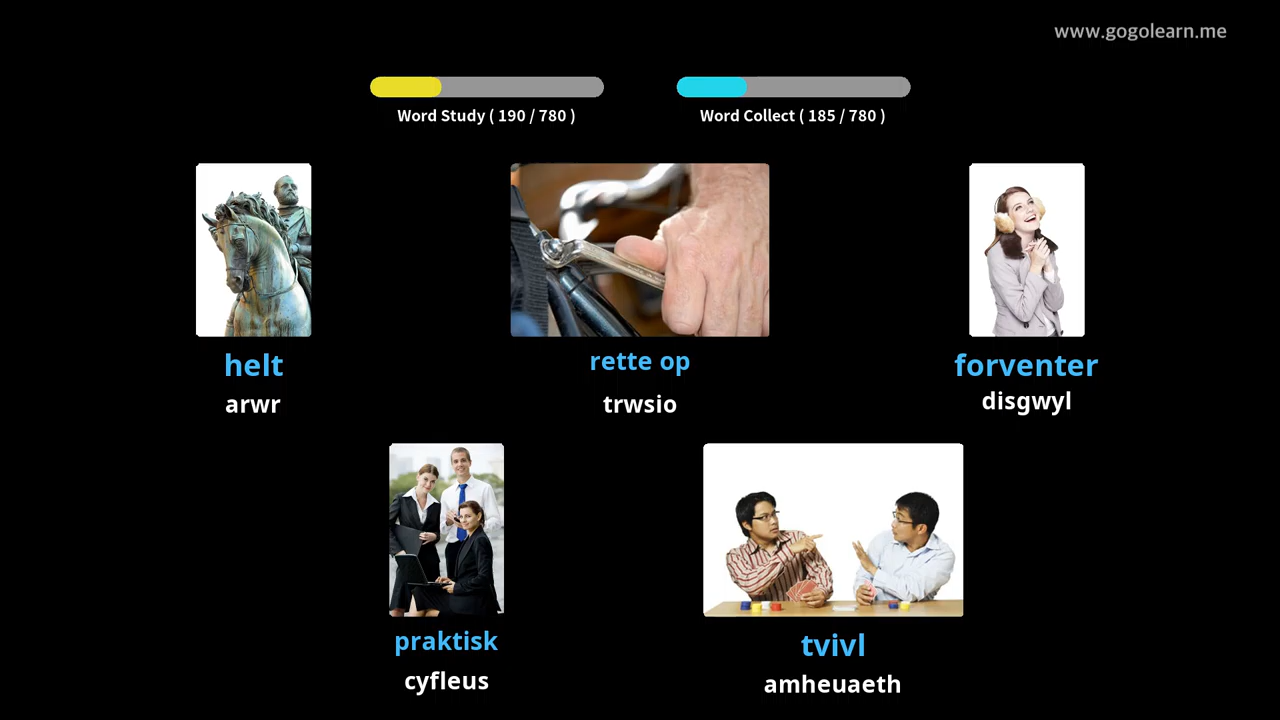 www.gogolearn.me
Word Study ( 190 / 780 )
Word Collect ( 185 / 780 )
helt
arwr
rette op
trwsio
forventer
disgwyl
praktisk
cyfleus
tvivl
amheuaeth